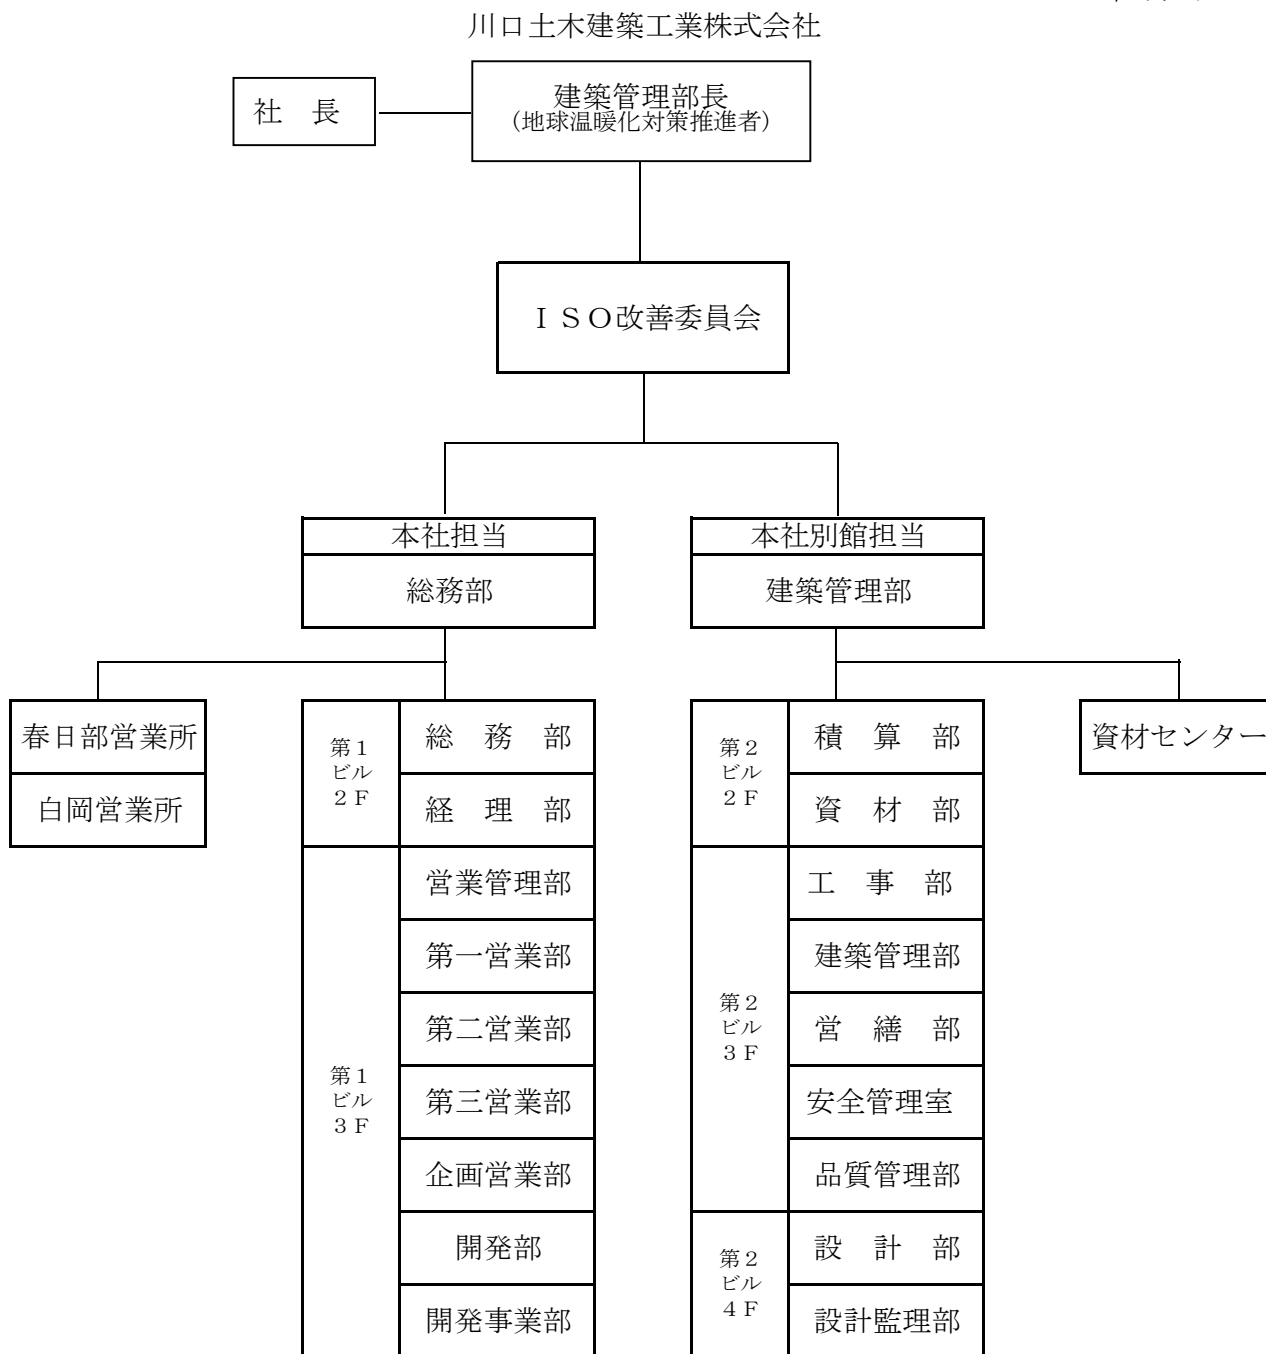 川口土木建築工業株式会社
社　長
建築管理部長
（地球温暖化対策推進者）
ＩＳＯ改善委員会
本社担当
総務部
本社別館担当
建築管理部
春日部営業所
白岡営業所
第１
ビル
２Ｆ
総　務　部
経　理　部
第１
ビル
３Ｆ
営業管理部
第一営業部
第二営業部
第三営業部
企画営業部
開発部
開発事業部
第２
ビル
２Ｆ
積　算　部
資　材　部
第２
ビル
３Ｆ
工　事　部
建築管理部
営　繕　部
安全管理室
品質管理部
第２
ビル
４Ｆ
設　計　部
設計監理部
資材センター